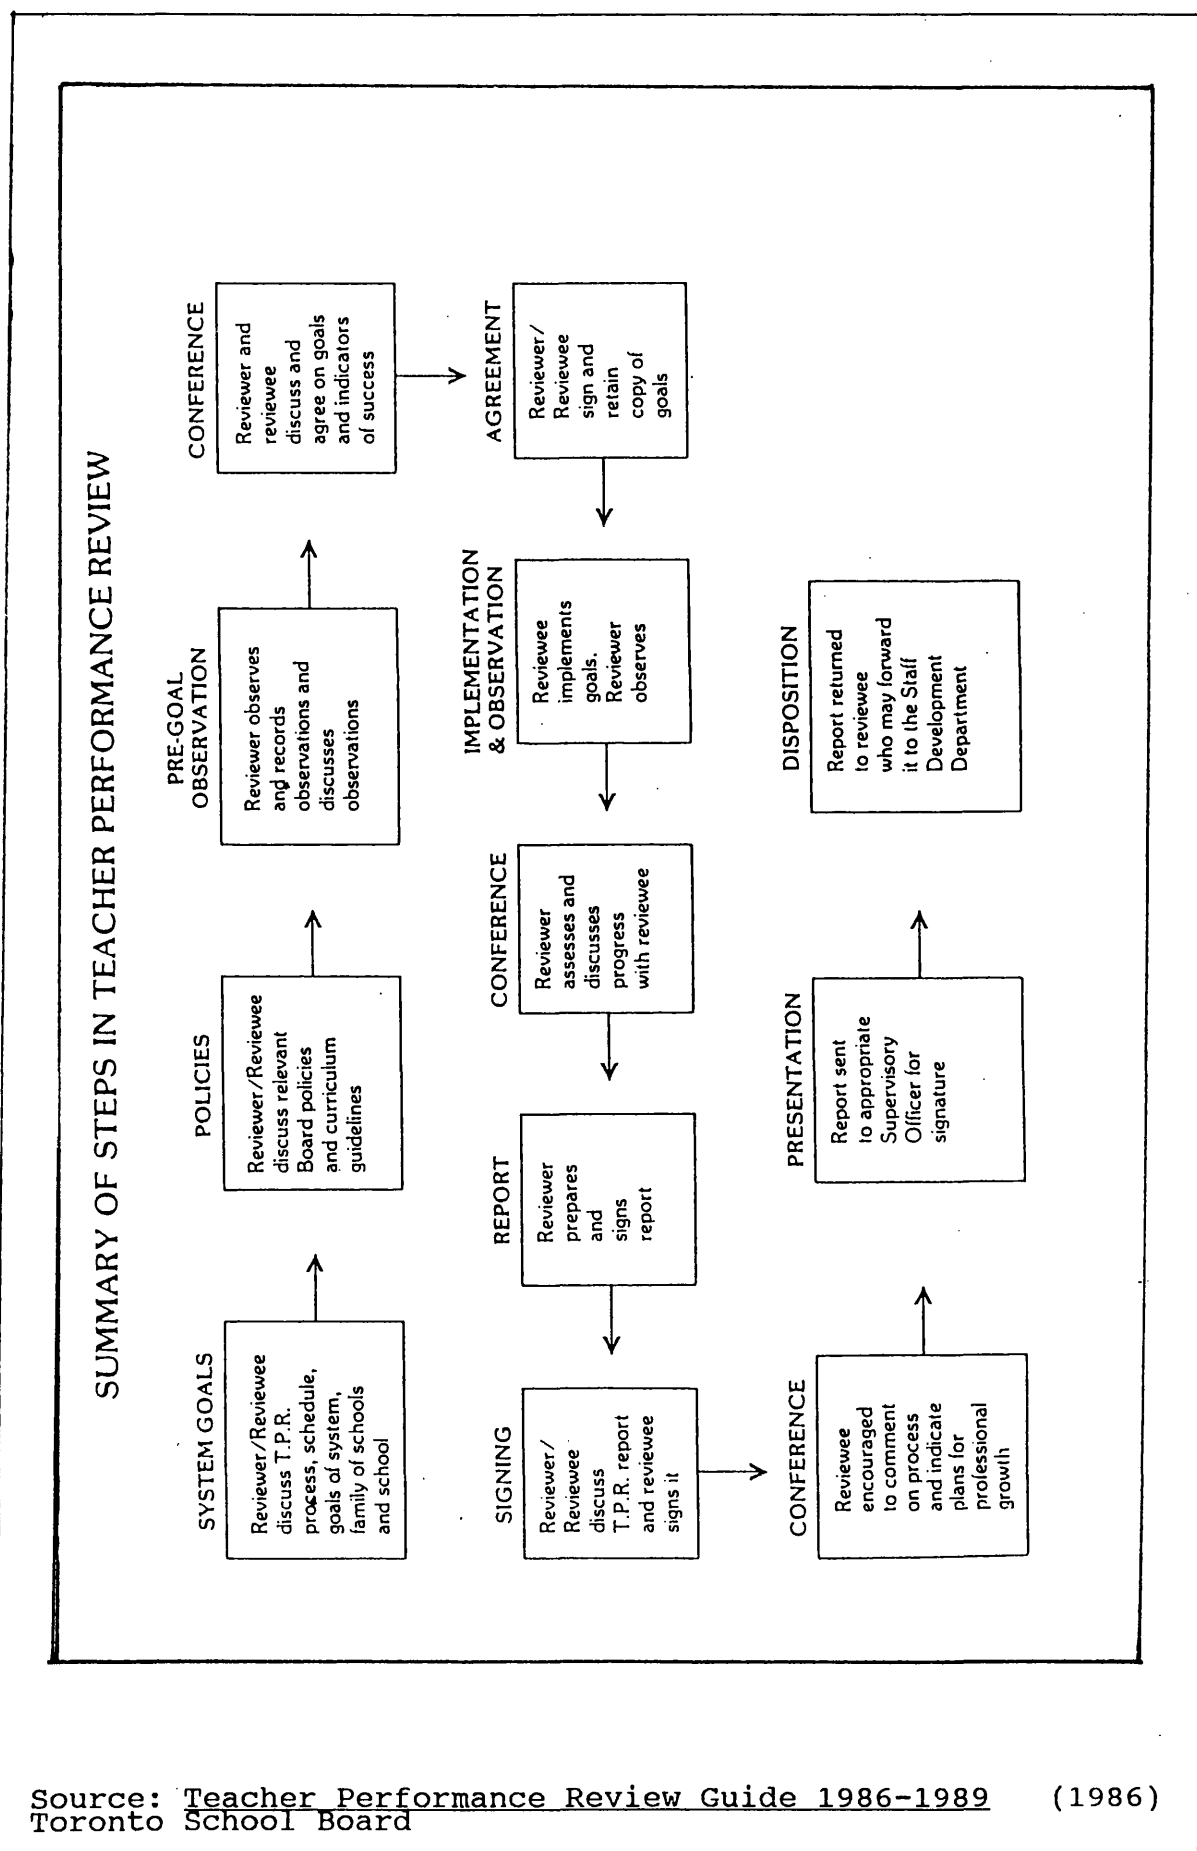 SUMMARY OF STEPS IN TEACHER PERFORMANCE REVIEW
SYSTEM GOALS
Reviewer/Reviewee
discuss T.P.R.
process, schedule,
goals of system,
family of schools
and school
POLICIES
Reviewer/Reviewee
discuss relevant
Board policies
and curriculum
guidelines
PRE-GOAL
OBSERVATION
Reviewer observes
and records
observations and
discusses
observations
CONFERENCE
Reviewer and
reviewee
discuss and
agree on goals
and indicators
of success
AGREEMENT
Reviewer/
Reviewee
sign and
retain
copy of
goals
IMPLEMENTATION
& OBSERVATION
Reviewee
implements
goals.
Reviewer
observes
CONFERENCE
Reviewer
assesses and
discusses
progress
with reviewee
REPORT
Reviewer
prepares
and
signs
report
SIGNING
Reviewer/
Reviewee
discuss
T.P.R. report
and reviewee
signs it
CONFERENCE
Reviewee
encouraged
to comment
on process
and indicate
plans for
professional
growth
PRESENTATION
Report sent
to appropriate
Supervisory
Officer for
signature
DISPOSITION
Report returned
to reviewee
who may forward
it to the Staff
Development
Department
Source: Teacher Performance Review Guide 1986-1989 (1986)
Toronto School Board